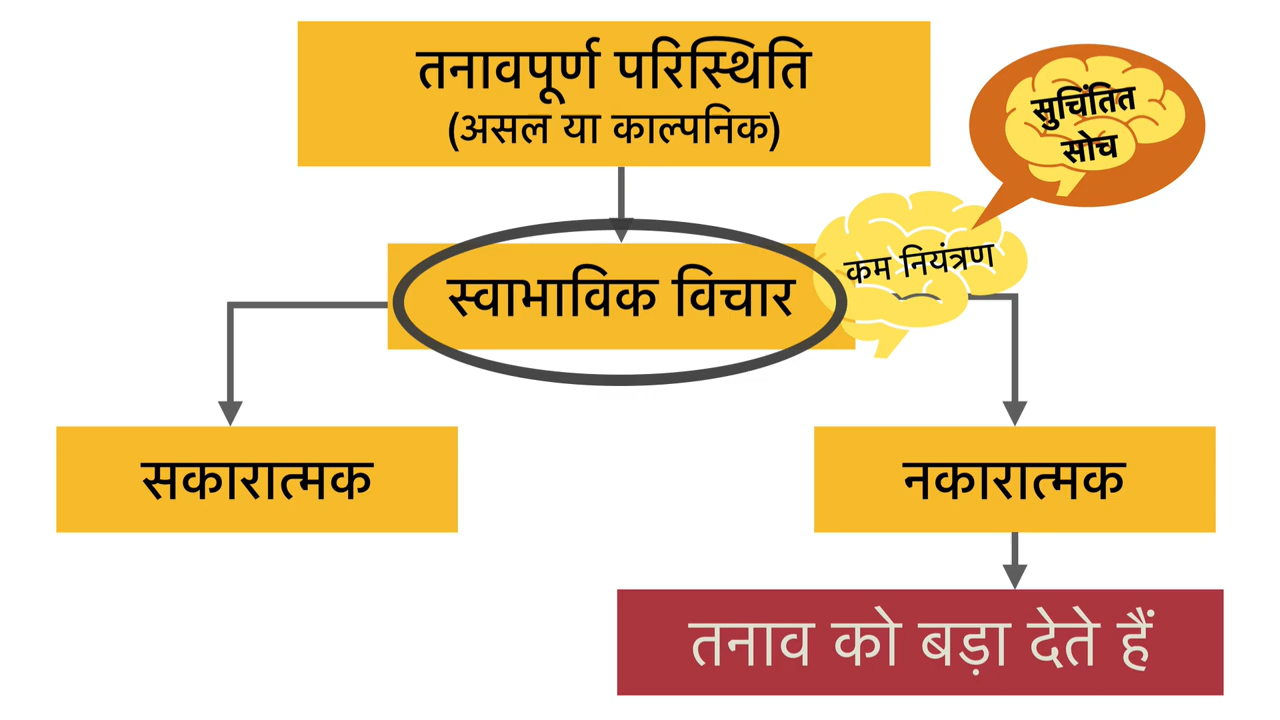 तनावपूर्ण परिस्थिति
(असल या काल्पनिक)
सुचिंतित
सोच
कम नियंत्रण
स्वाभाविक विचार
सकारात्मक
नकारात्मक
तनाव को बड़ा देते हैं